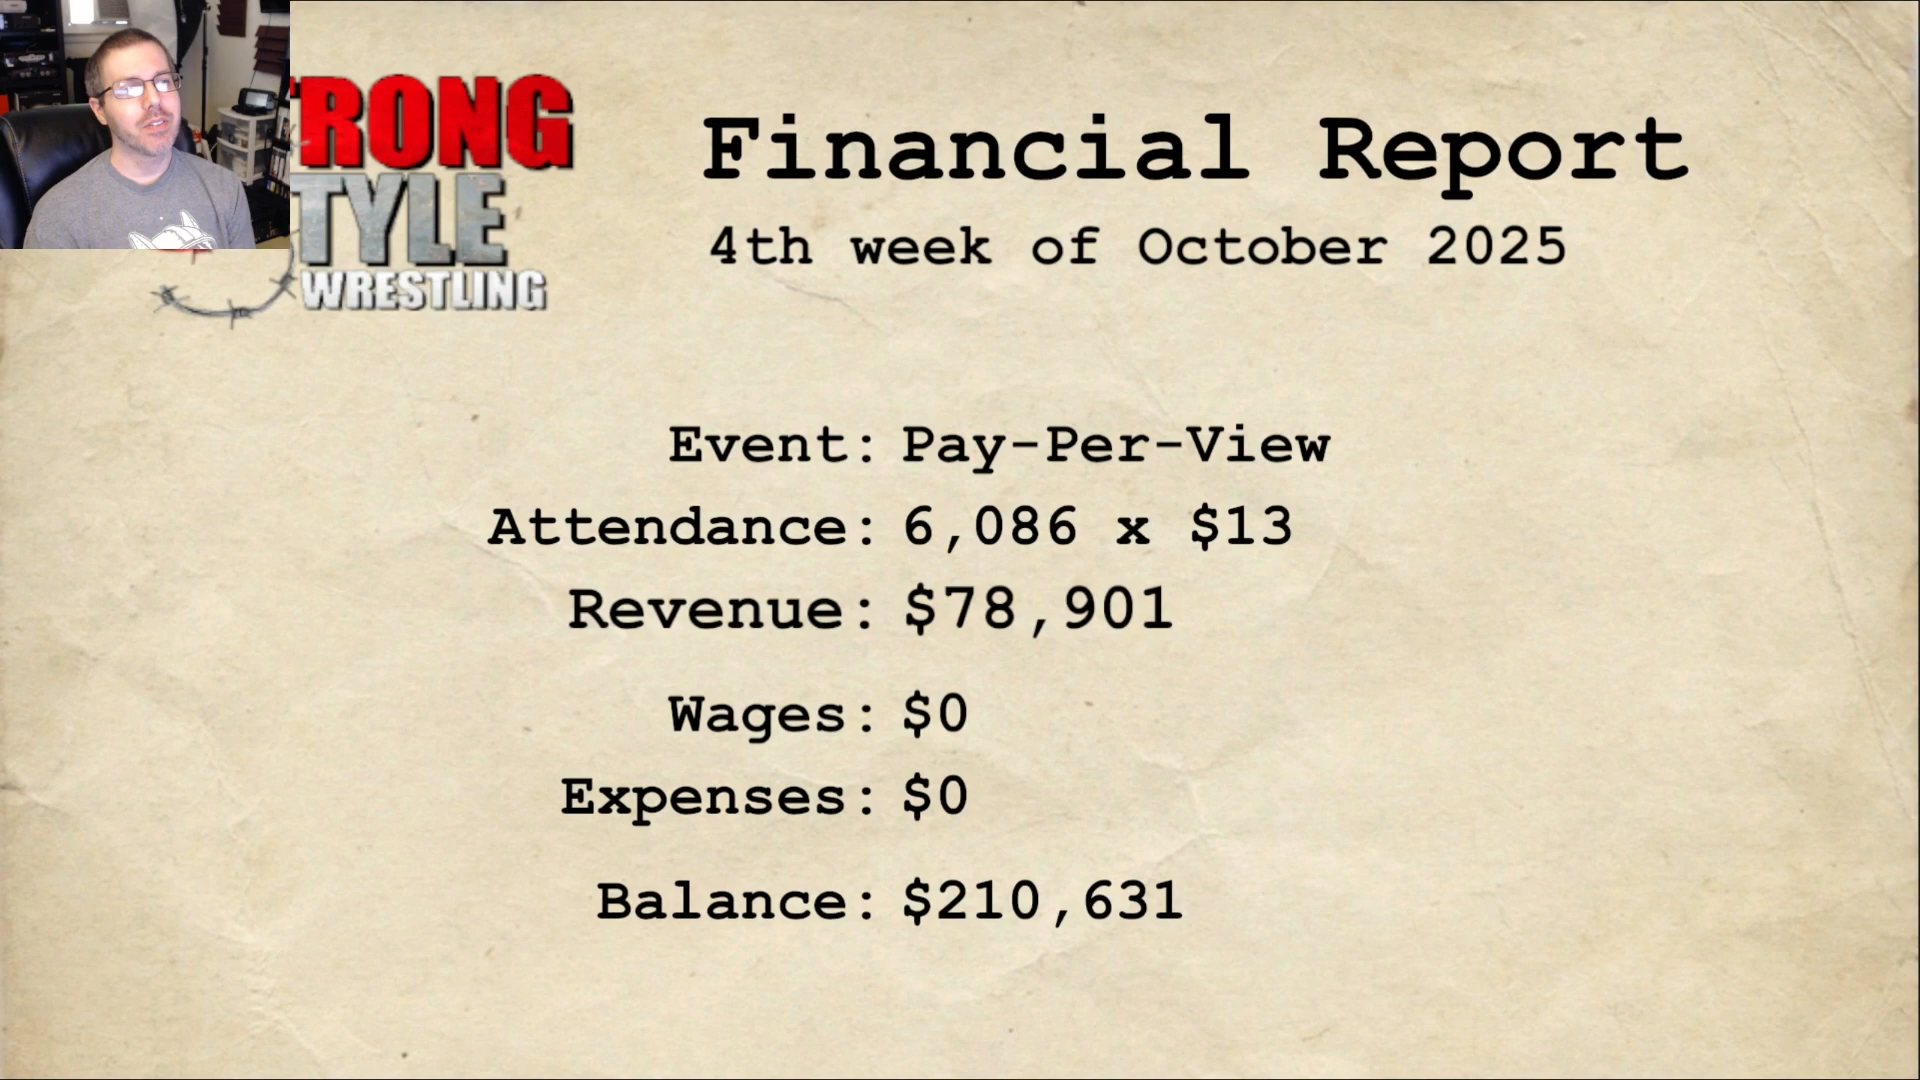 RONG
TYLE
WRESTLING
Financial Report
4th week of October 2025
Event: Pay-Per-View
Attendance: 6,086 x $13
Revenue: $78,901
Wages: $0
Expenses: $0
Balance: $210,631